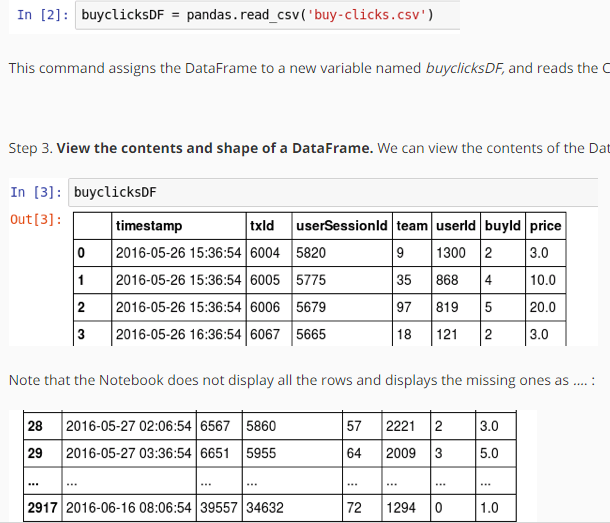 In [2]: buyclicksDF = pandas.read_csv('buy-clicks.csv')
This command assigns the DataFrame to a new variable named buyclicksDF, and reads the C
Step 3. View the contents and shape of a DataFrame. We can view the contents of the Dat
In [3]: buyclicksDF
Out[3]:
timestamp txId userSessionId team userId buyId price
0 2016-05-26 15:36:54 6004 5820 9 1300 2 3.0
1 2016-05-26 15:36:54 6005 5775 35 868 4 10.0
2 2016-05-26 15:36:54 6006 5679 97 819 5 20.0
3 2016-05-26 16:36:54 6067 5665 18 121 2 3.0
Note that the Notebook does not display all the rows and displays the missing ones as .... :
28 2016-05-27 02:06:54 6567 5860 57 2221 2 3.0
29 2016-05-27 03:36:54 6651 5955 64 2009 3 5.0
... ... ... ... ... ... ... ...
2917 2016-06-16 08:06:54 39557 34632 72 1294 0 1.0